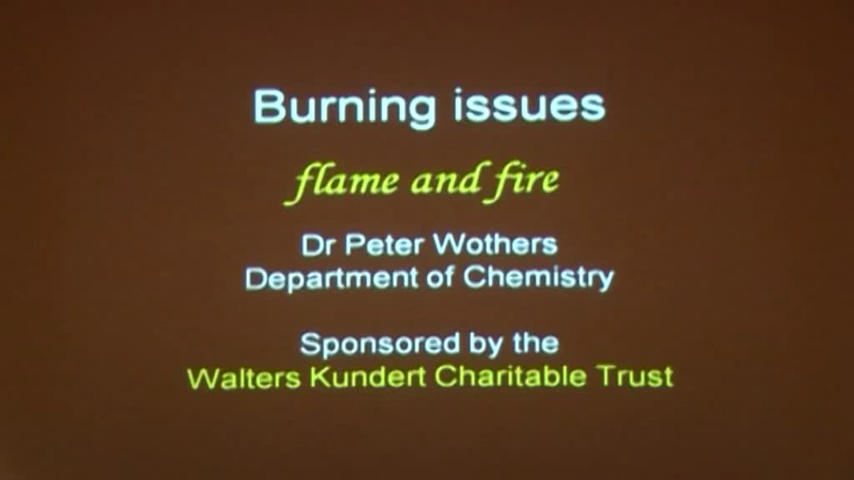 Burning issues
flame and fire
Dr Peter Wothers
Department of Chemistry
Sponsored by the
Walters Kundert Charitable Trust